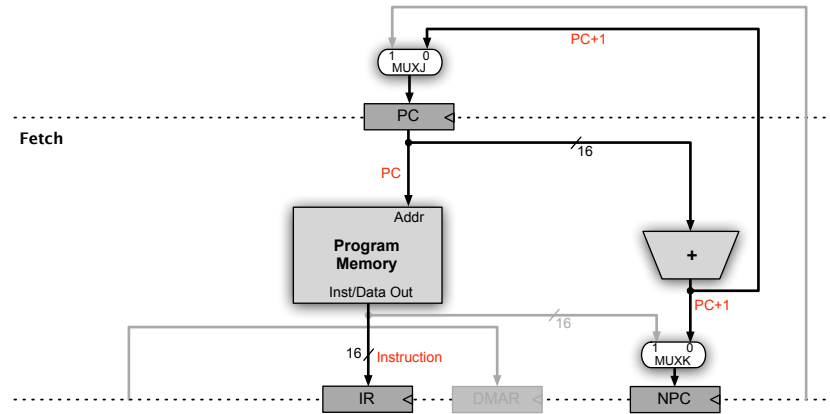 PC+1
1 0
MUXJ
PC
Fetch
16
PC
Addr
Program
Memory
+
Inst/Data Out
PC+1
16
1 0
16 Instruction
MUXK
IR
DMAR
NPC